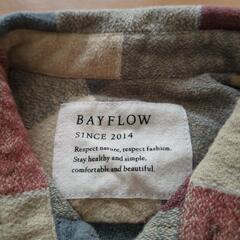 BAYFLOW
SINCE 2014
Respect nature, respect fashion.
Stay healthy and simple.
comfortable and beautiful.